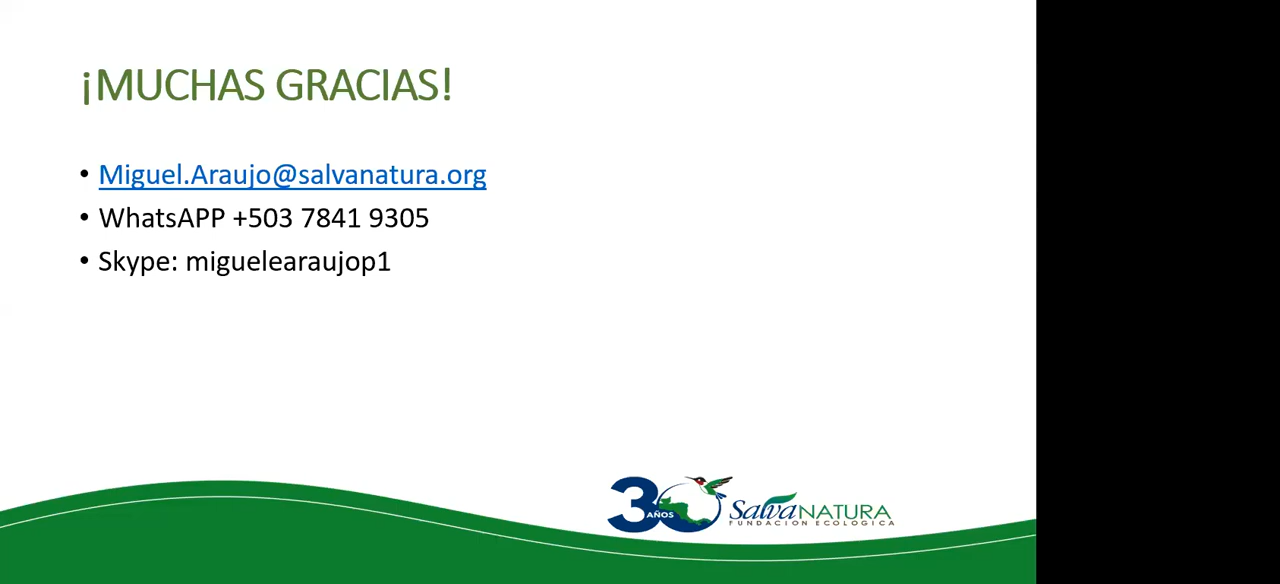 ¡MUCHAS GRACIAS!
• Miguel.Araujo@salvanatura.org
• WhatsAPP +503 7841 9305
• Skype: miguelearaujop1
30 AÑOS
SalvaNATURA
FUNDACION ECOLOGICA